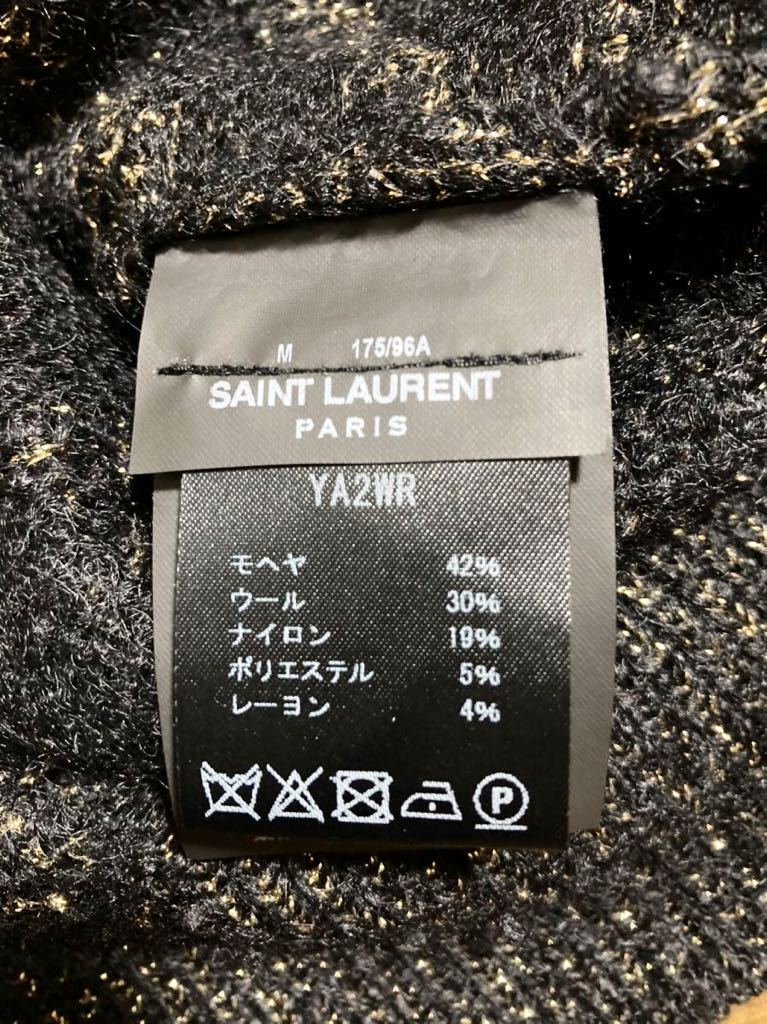 M 175/96A
SAINT LAURENT
PARIS
YA2WR
モヘヤ 42%
ウール 30%
ナイロン 19%
ポリエステル 5%
レーヨン 4%
P